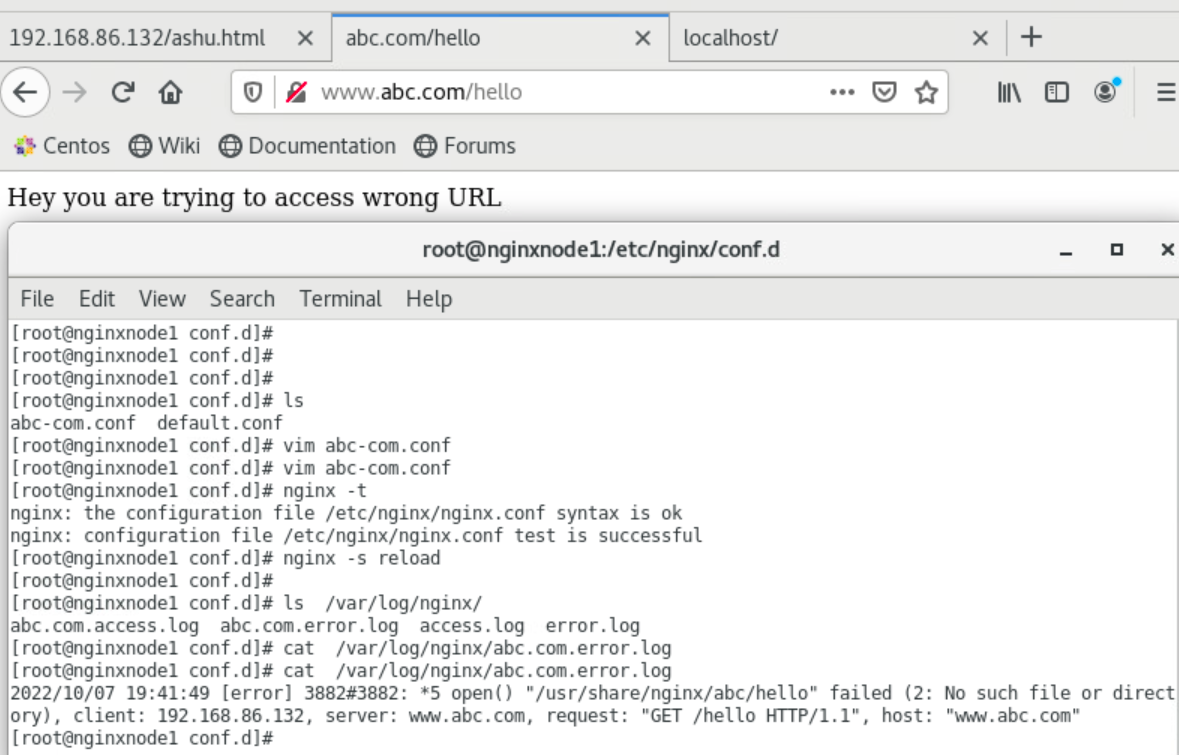 192.168.86.132/ashu.html abc.com/hello localhost/
www.abc.com/hello
Centos Wiki Documentation Forums
Hey you are trying to access wrong URL
root@nginxnode1:/etc/nginx/conf.d
File Edit View Search Terminal Help
[root@nginxnode1 conf.d]#
[root@nginxnode1 conf.d]#
[root@nginxnode1 conf.d]#
[root@nginxnode1 conf.d]# ls
abc-com.conf  default.conf
[root@nginxnode1 conf.d]# vim abc-com.conf
[root@nginxnode1 conf.d]# vim abc-com.conf
[root@nginxnode1 conf.d]# nginx -t
nginx: the configuration file /etc/nginx/nginx.conf syntax is ok
nginx: configuration file /etc/nginx/nginx.conf test is successful
[root@nginxnode1 conf.d]# nginx -s reload
[root@nginxnode1 conf.d]#
[root@nginxnode1 conf.d]# ls  /var/log/nginx/
abc.com.access.log  abc.com.error.log  access.log  error.log
[root@nginxnode1 conf.d]# cat  /var/log/nginx/abc.com.error.log
[root@nginxnode1 conf.d]# cat  /var/log/nginx/abc.com.error.log
2022/10/07 19:41:49 [error] 3882#3882: *5 open() "/usr/share/nginx/abc/hello" failed (2: No such file or direct
ory), client: 192.168.86.132, server: www.abc.com, request: "GET /hello HTTP/1.1", host: "www.abc.com"
[root@nginxnode1 conf.d]#